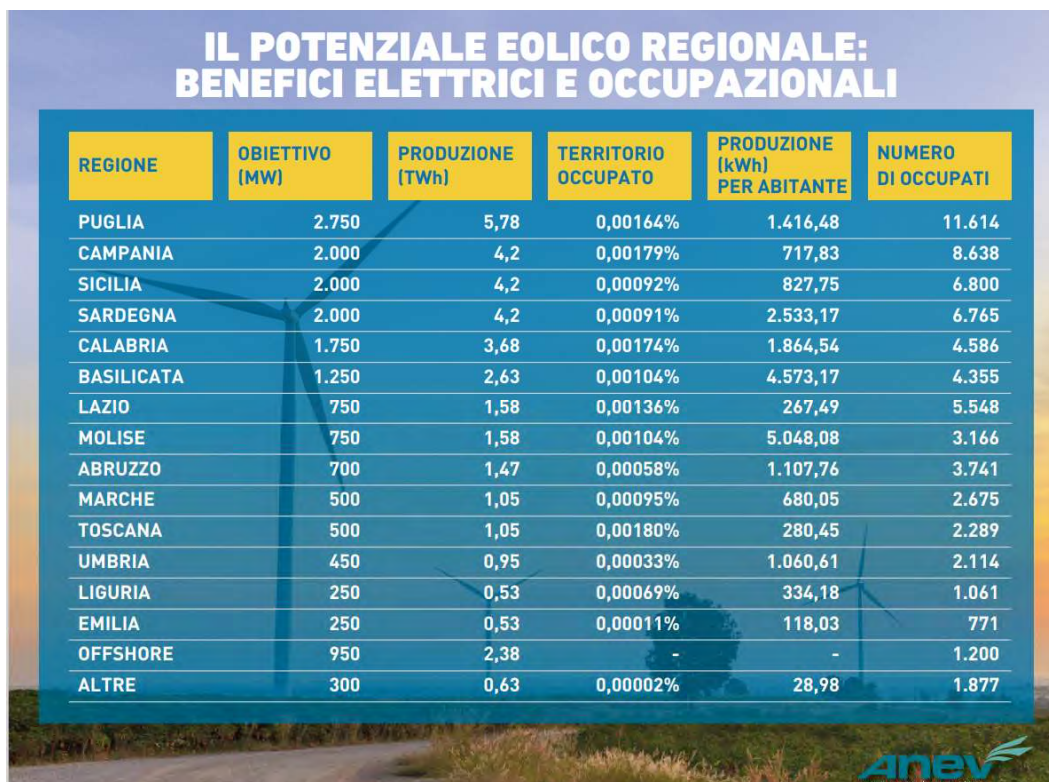 IL POTENZIALE EOLICO REGIONALE:
BENEFICI ELETTRICI E OCCUPAZIONALI
REGIONE OBIETTIVO (MW) PRODUZIONE (TWh) TERRITORIO OCCUPATO PRODUZIONE (kWh) PER ABITANTE NUMERO DI OCCUPATI
PUGLIA 2.750 5,78 0,00164% 1.416,48 11.614
CAMPANIA 2.000 4,2 0,00179% 717,83 8.638
SICILIA 2.000 4,2 0,00092% 827,75 6.800
SARDEGNA 2.000 4,2 0,00091% 2.533,17 6.765
CALABRIA 1.750 3,68 0,00174% 1.864,54 4.586
BASILICATA 1.250 2,63 0,00104% 4.573,17 4.355
LAZIO 750 1,58 0,00136% 267,49 5.548
MOLISE 750 1,58 0,00104% 5.048,08 3.166
ABRUZZO 700 1,47 0,00058% 1.107,76 3.741
MARCHE 500 1,05 0,00095% 680,05 2.675
TOSCANA 500 1,05 0,00180% 280,45 2.289
UMBRIA 450 0,95 0,00033% 1.060,61 2.114
LIGURIA 250 0,53 0,00069% 334,18 1.061
EMILIA 250 0,53 0,00011% 118,03 771
OFFSHORE 950 2,38 - - 1.200
ALTRE 300 0,63 0,00002% 28,98 1.877
Anev